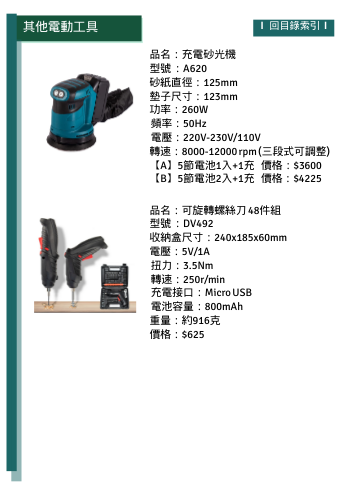 其他電動工具
I 回目錄索引 I
品名：充電砂光機
型號：A620
砂紙直徑：125mm
墊子尺寸：123mm
功率：260W
頻率：50Hz
電壓：220V-230V/110V
轉速：8000-12000rpm(三段式可調整)
【A】5節電池1入+1充 價格：$3600
【B】5節電池2入+1充 價格：$4225
品名：可旋轉螺絲刀48件組
型號：DV492
收納盒尺寸：240x185x60mm
電壓：5V/1A
扭力：3.5Nm
轉速：250r/min
充電接口：Micro USB
電池容量：800mAh
重量：約916克
價格：$625